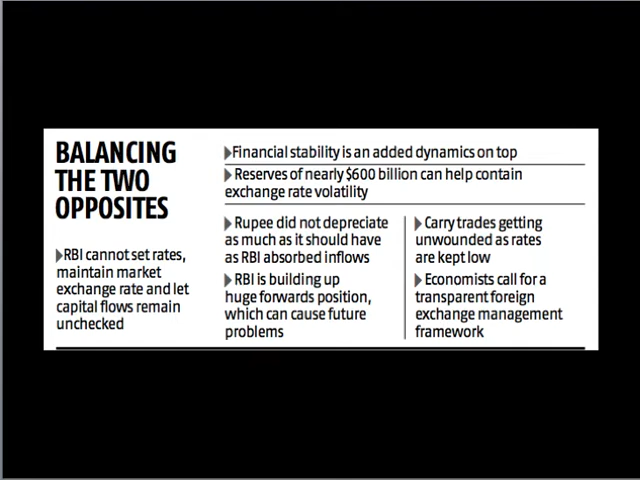 BALANCING
THE TWO
OPPOSITES
RBI cannot set rates,
maintain market
exchange rate and let
capital flows remain
unchecked
Financial stability is an added dynamics on top
Reserves of nearly $600 billion can help contain
exchange rate volatility
Rupee did not depreciate
as much as it should have
as RBI absorbed inflows
RBI is building up
huge forwards position,
which can cause future
problems
Carry trades getting
unwounded as rates
are kept low
Economists call for a
transparent foreign
exchange management
framework